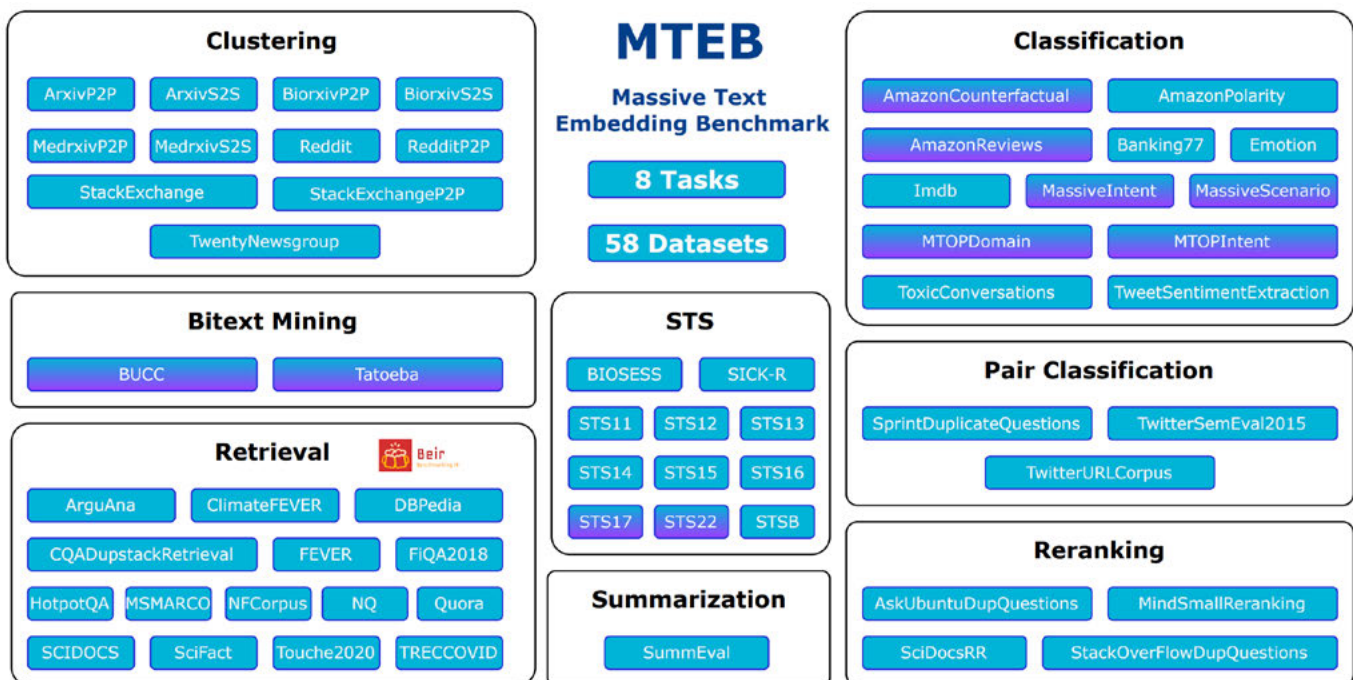 Clustering
ArxivP2P ArxivS2S BiorxivP2P BiorxivS2S
MedrxivP2P MedrxivS2S Reddit RedditP2P
StackExchange StackExchangeP2P
TwentyNewsgroup
MTEB
Massive Text
Embedding Benchmark
8 Tasks
58 Datasets
Classification
AmazonCounterfactual AmazonPolarity
AmazonReviews Banking77 Emotion
Imdb MassiveIntent MassiveScenario
MTOPDomain MTOPIntent
ToxicConversations TweetSentimentExtraction
Bitext Mining
BUCC Tatoeba
STS
BIOSESS SICK-R
STS11 STS12 STS13
STS14 STS15 STS16
STS17 STS22 STSB
Pair Classification
SprintDuplicateQuestions TwitterSemEval2015
TwitterURLCorpus
Retrieval
Beir
ArguAna ClimateFEVER DBPedia
CQADupstackRetrieval FEVER FiQA2018
HotpotQA MSMARCO NFCorpus NQ Quora
SCIDOCS SciFact Touche2020 TRECCOVID
Summarization
SummEval
Reranking
AskUbuntuDupQuestions MindSmallReranking
SciDocsRR StackOverFlowDupQuestions